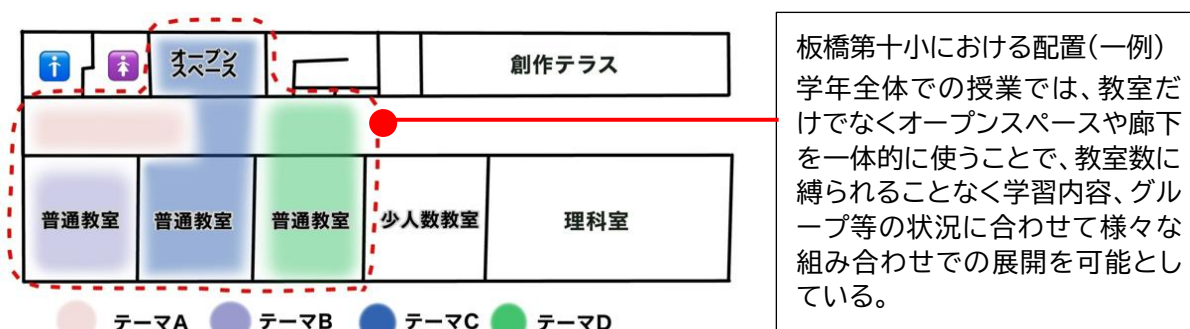 オープン
スペース
創作テラス
普通教室
普通教室
普通教室
少人数教室
理科室
テーマA
テーマB
テーマC
テーマD
板橋第十小における配置(一例)
学年全体での授業では、教室だ
けでなくオープンスペースや廊下
を一体的に使うことで、教室数に
縛られることなく学習内容、グル
ープ等の状況に合わせて様々な
組み合わせでの展開を可能とし
ている。